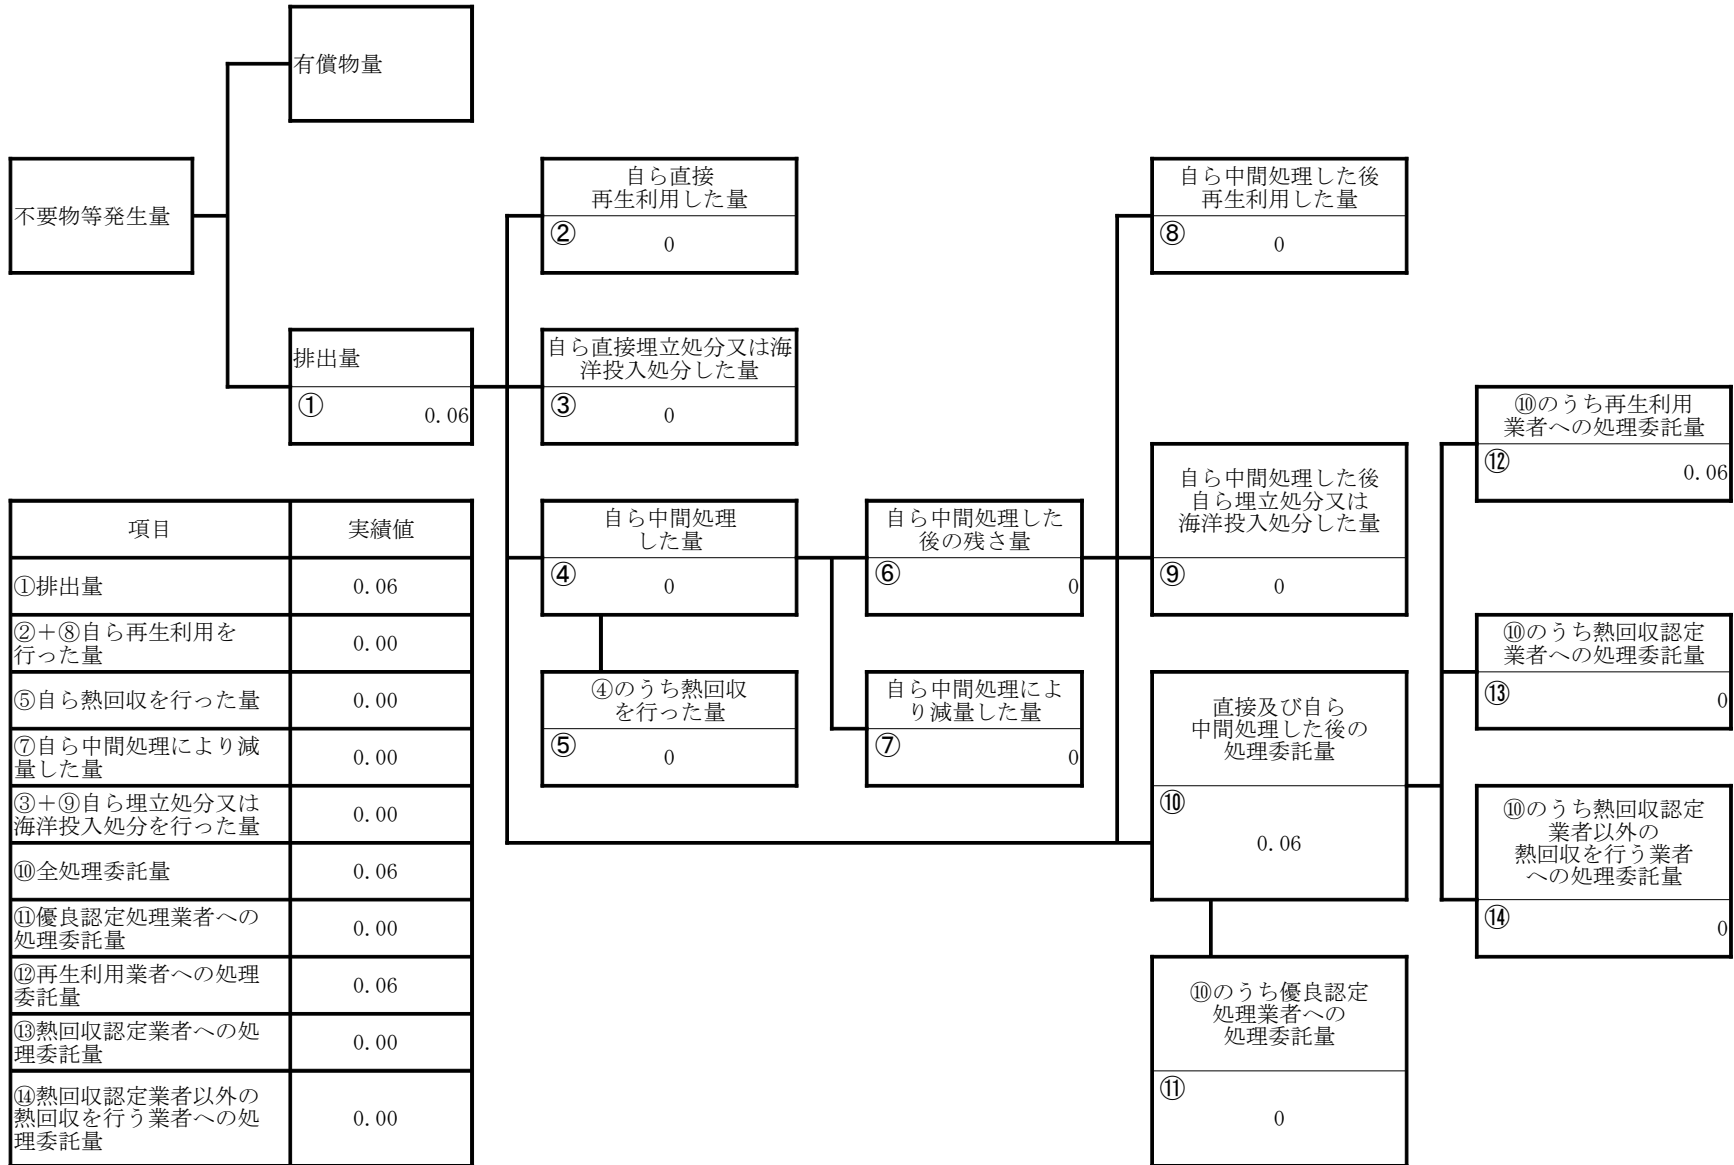 有償物量
不要物等発生量
自ら直接
再生利用した量
②
0
自ら中間処理した後
再生利用した量
⑧
0
排出量
①
0.06
自ら直接埋立処分又は海
洋投入処分した量
③
0
⑩のうち再生利用
業者への処理委託量
⑫
0.06
自ら中間処理
した量
④
0
自ら中間処理した
後の残さ量
⑥
0
自ら中間処理した後
自ら埋立処分又は
海洋投入処分した量
⑨
0
⑩のうち熱回収認定
業者への処理委託量
⑬
0
④のうち熱回収
を行った量
⑤
0
自ら中間処理によ
り減量した量
⑦
0
直接及び自ら
中間処理した後の
処理委託量
⑩
0.06
⑩のうち熱回収認定
業者以外の
熱回収を行う業者
への処理委託量
⑭
0
⑩のうち優良認定
処理業者への
処理委託量
⑪
0
項目 実績値
①排出量 0.06
②＋⑧自ら再生利用を
行った量 0.00
⑤自ら熱回収を行った量 0.00
⑦自ら中間処理により減
量した量 0.00
③＋⑨自ら埋立処分又は
海洋投入処分を行った量 0.00
⑩全処理委託量 0.06
⑪優良認定処理業者への
処理委託量 0.00
⑫再生利用業者への処理
委託量 0.06
⑬熱回収認定業者への処
理委託量 0.00
⑭熱回収認定業者以外の
熱回収を行う業者への処
理委託量 0.00